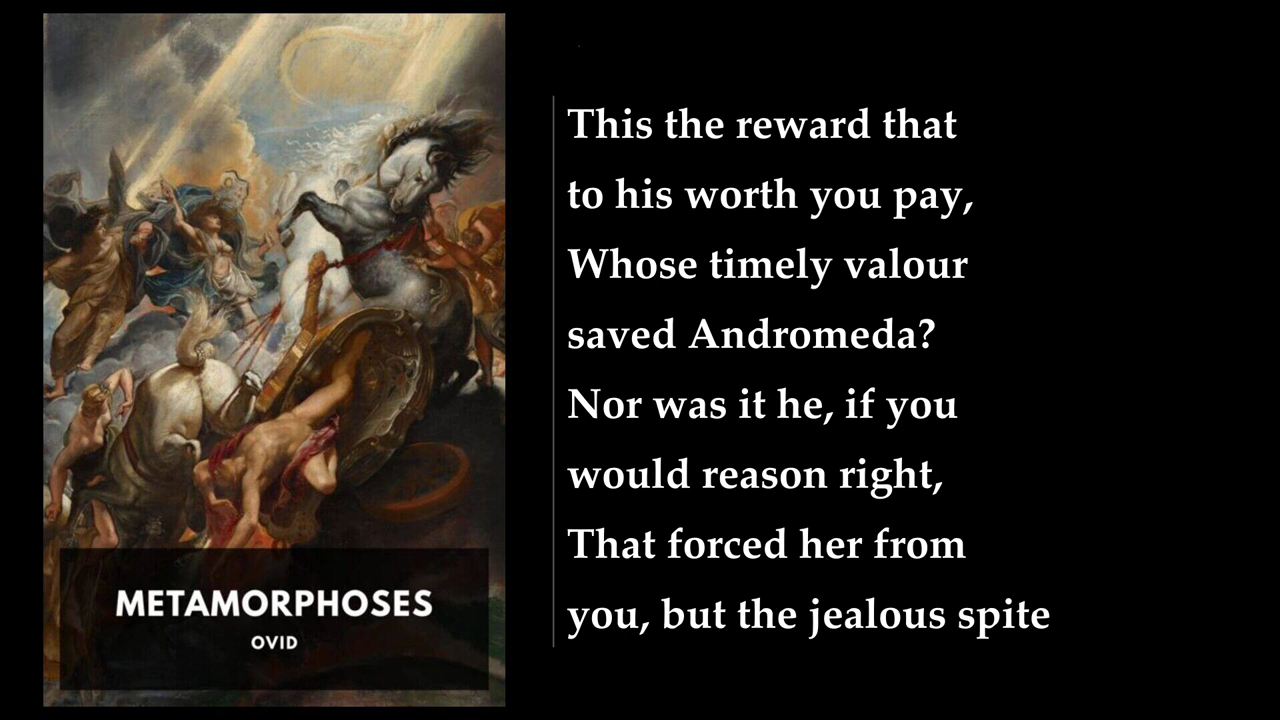 METAMORPHOSES
OVID
This the reward that
to his worth you pay,
Whose timely valour
saved Andromeda?
Nor was it he, if you
would reason right,
That forced her from
you, but the jealous spite